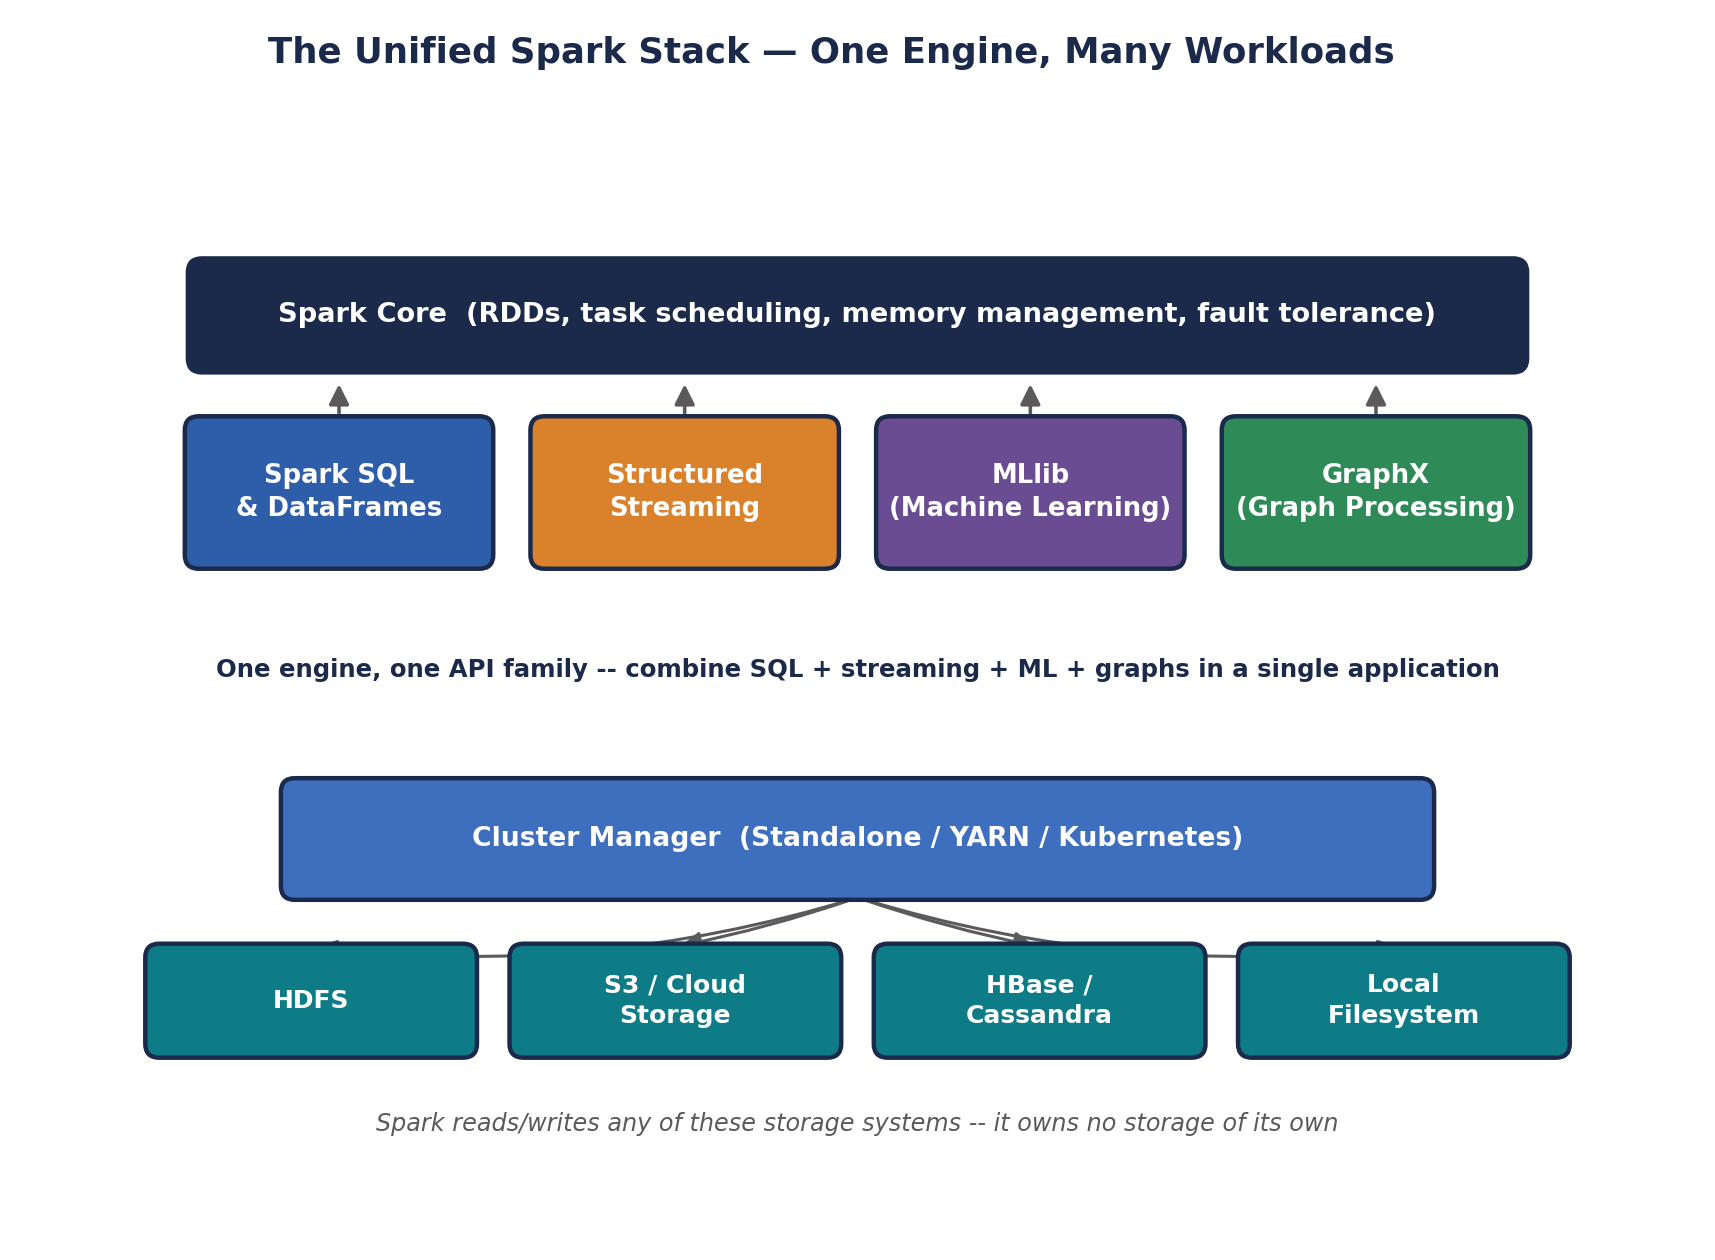 The Unified Spark Stack — One Engine, Many Workloads
Spark Core  (RDDs, task scheduling, memory management, fault tolerance)
Spark SQL
& DataFrames
Structured
Streaming
MLlib
(Machine Learning)
GraphX
(Graph Processing)
One engine, one API family -- combine SQL + streaming + ML + graphs in a single application
Cluster Manager  (Standalone / YARN / Kubernetes)
HDFS
S3 / Cloud
Storage
HBase /
Cassandra
Local
Filesystem
Spark reads/writes any of these storage systems -- it owns no storage of its own